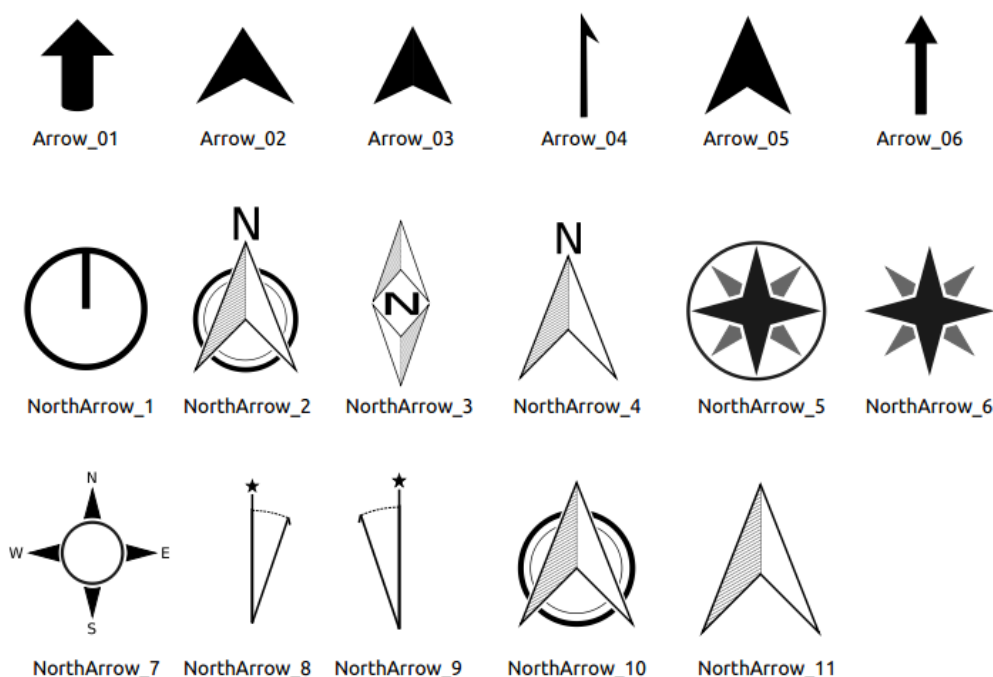 Arrow_01 Arrow_02 Arrow_03 Arrow_04 Arrow_05 Arrow_06
N N
N
NorthArrow_1 NorthArrow_2 NorthArrow_3 NorthArrow_4 NorthArrow_5 NorthArrow_6
N
W E
S
NorthArrow_7 NorthArrow_8 NorthArrow_9 NorthArrow_10 NorthArrow_11